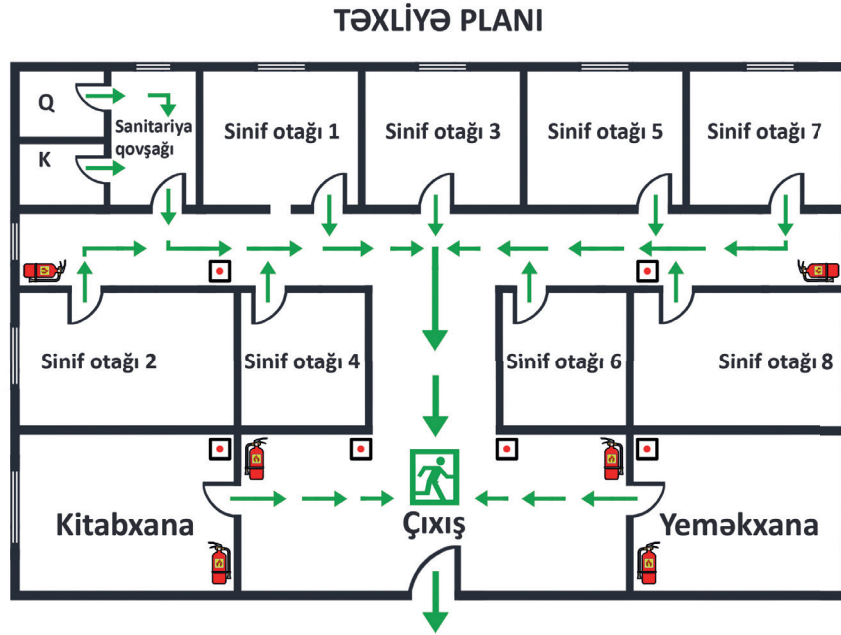 TƏXLİYƏ PLANI
Q
Sanitariya
qovşağı
K
Sinif otağı 1
Sinif otağı 3
Sinif otağı 5
Sinif otağı 7
Sinif otağı 2
Sinif otağı 4
Sinif otağı 6
Sinif otağı 8
Kitabxana
Çıxış
Yeməkxana